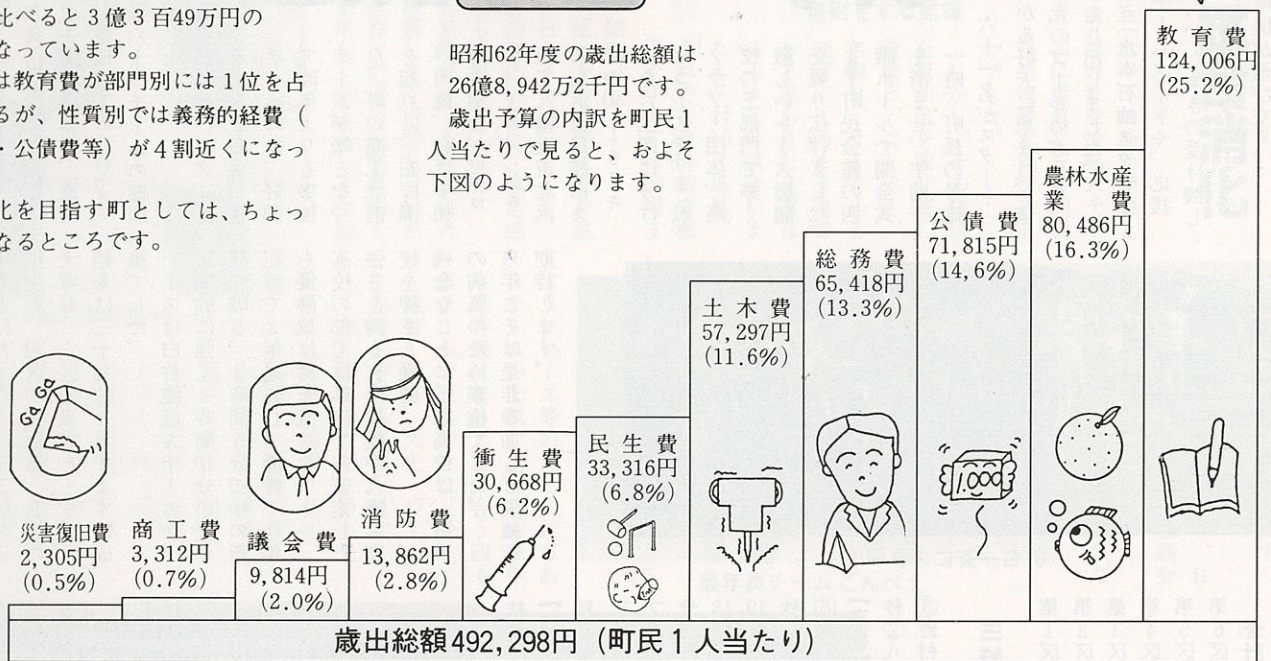 比べると3億3百49万円の
なっています。
は教育費が部門別には1位を占
るが、性質別では義務的経費（
・公債費等）が4割近くになっ
化を目指す町としては、ちょっ
なるところです。
昭和62年度の歳出総額は
26億8,942万2千円です。
歳出予算の内訳を町民1
人当たりで見ると、およそ
下図のようになります。
災害復旧費
2,305円
(0.5%)
商工費
3,312円
(0.7%)
議会費
9,814円
(2.0%)
消防費
13,862円
(2.8%)
衛生費
30,668円
(6.2%)
民生費
33,316円
(6.8%)
土木費
57,297円
(11.6%)
総務費
65,418円
(13.3%)
公債費
71,815円
(14,6%)
農林水産
業費
80,486円
(16.3%)
教育費
124,006円
(25.2%)
Ga Ga
1.000
歳出総額492,298円（町民1人当たり）